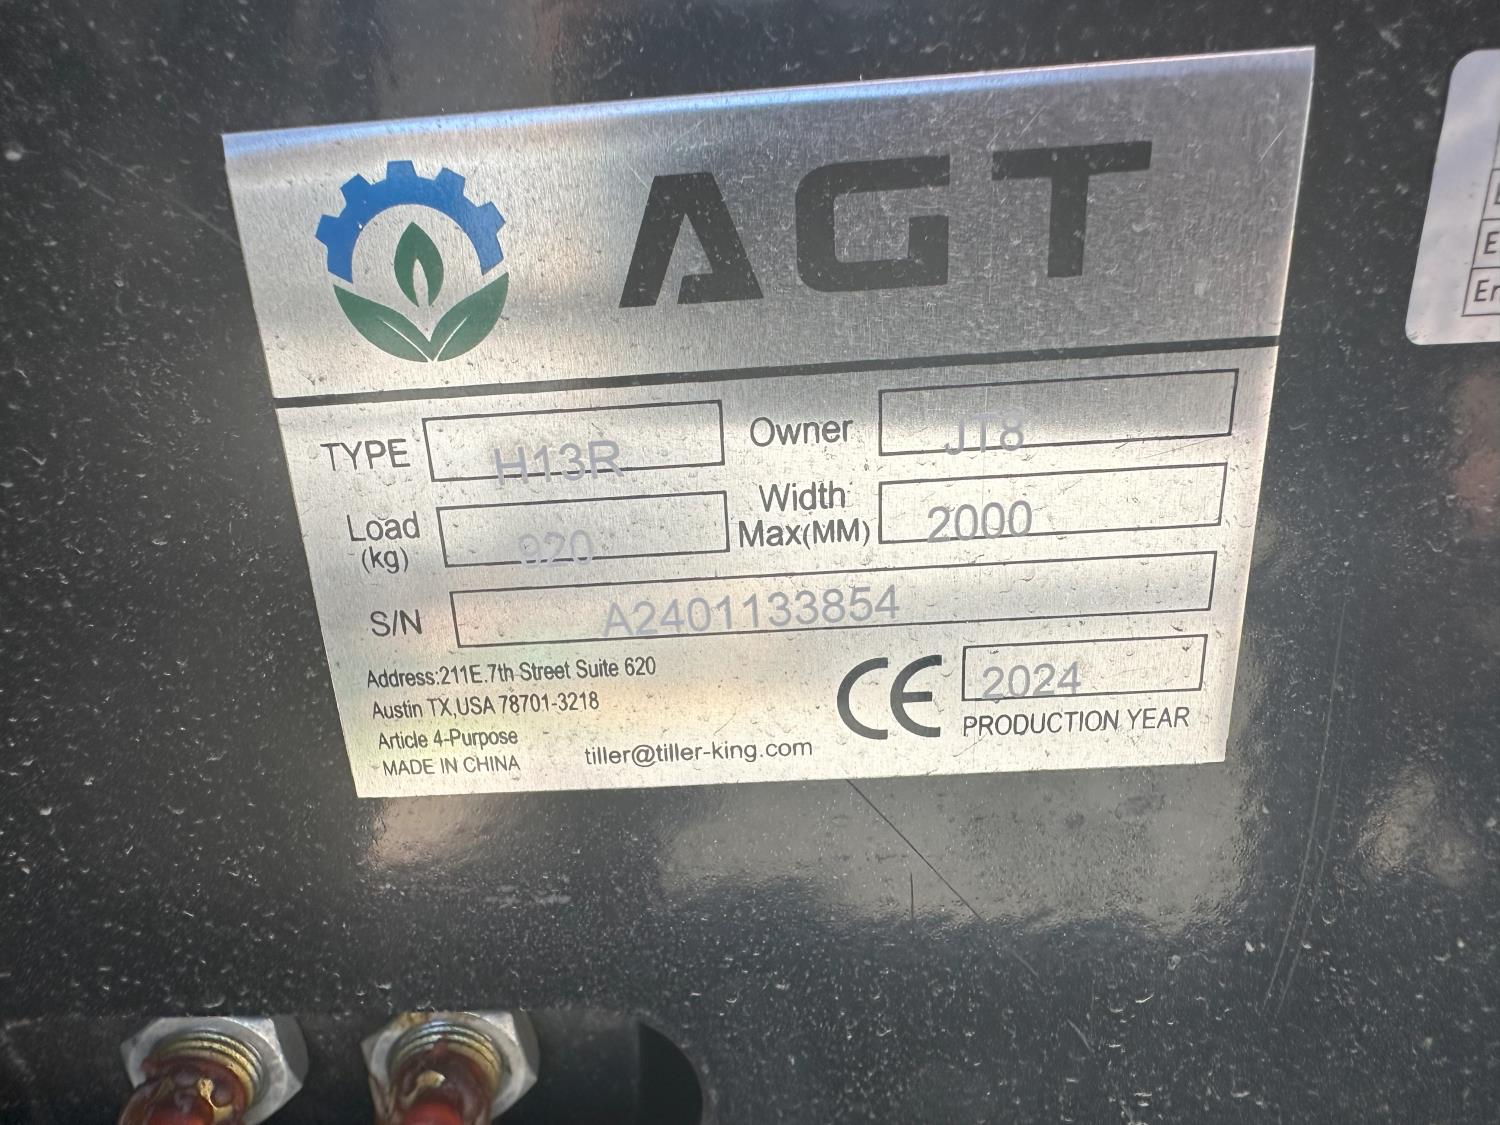 AGT
TYPE H13R Owner JT8
Load (kg) 920 Width Max(MM) 2000
S/N A2401133854
Address:211E.7th Street Suite 620
Austin TX,USA 78701-3218
Article 4-Purpose
MADE IN CHINA
tiller@tiller-king.com
CE 2024
PRODUCTION YEAR